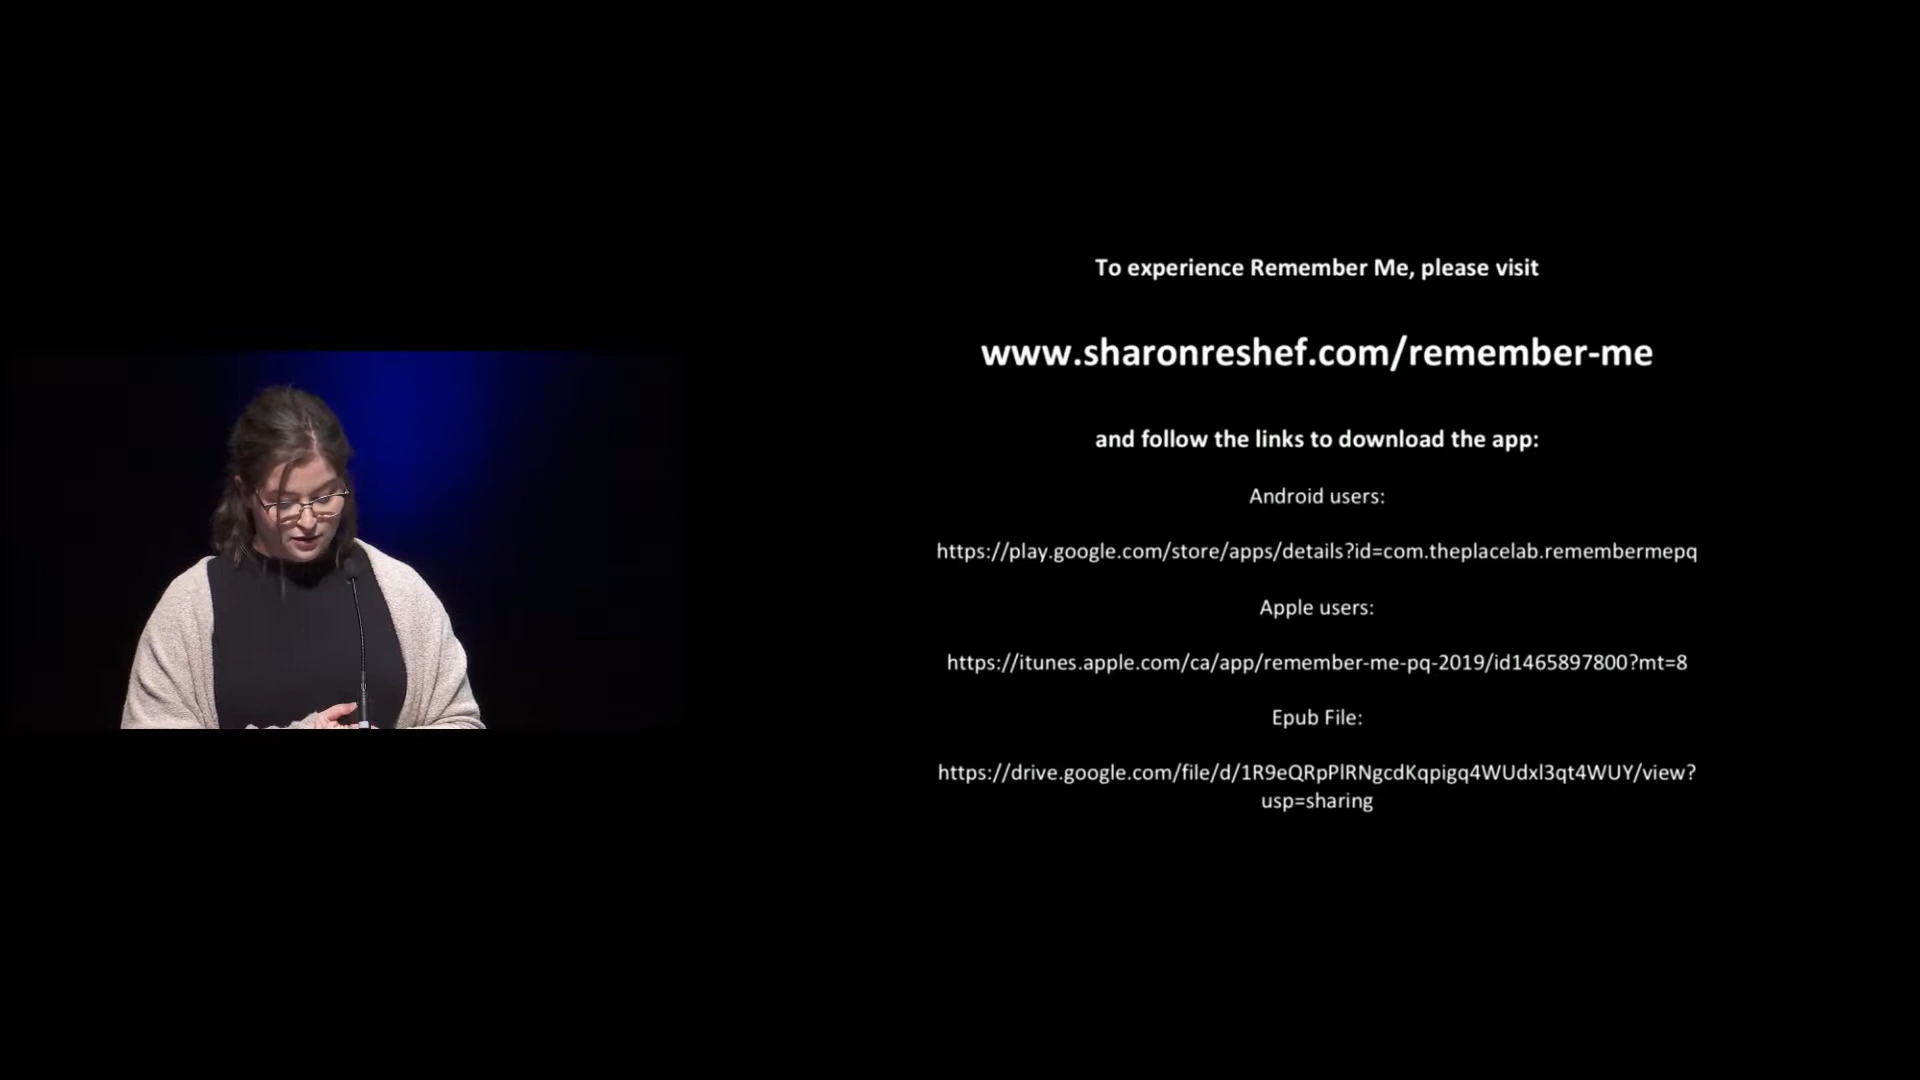 To experience Remember Me, please visit
www.sharonreshef.com/remember-me
and follow the links to download the app:
Android users:
https://play.google.com/store/apps/details?id=com.theplacelab.remembermepq
Apple users:
https://itunes.apple.com/ca/app/remember-me-pq-2019/id1465897800?mt=8
Epub File:
https://drive.google.com/file/d/1R9eQRpPlRNgcdKqpigq4WUdxl3qt4WUY/view?
usp=sharing